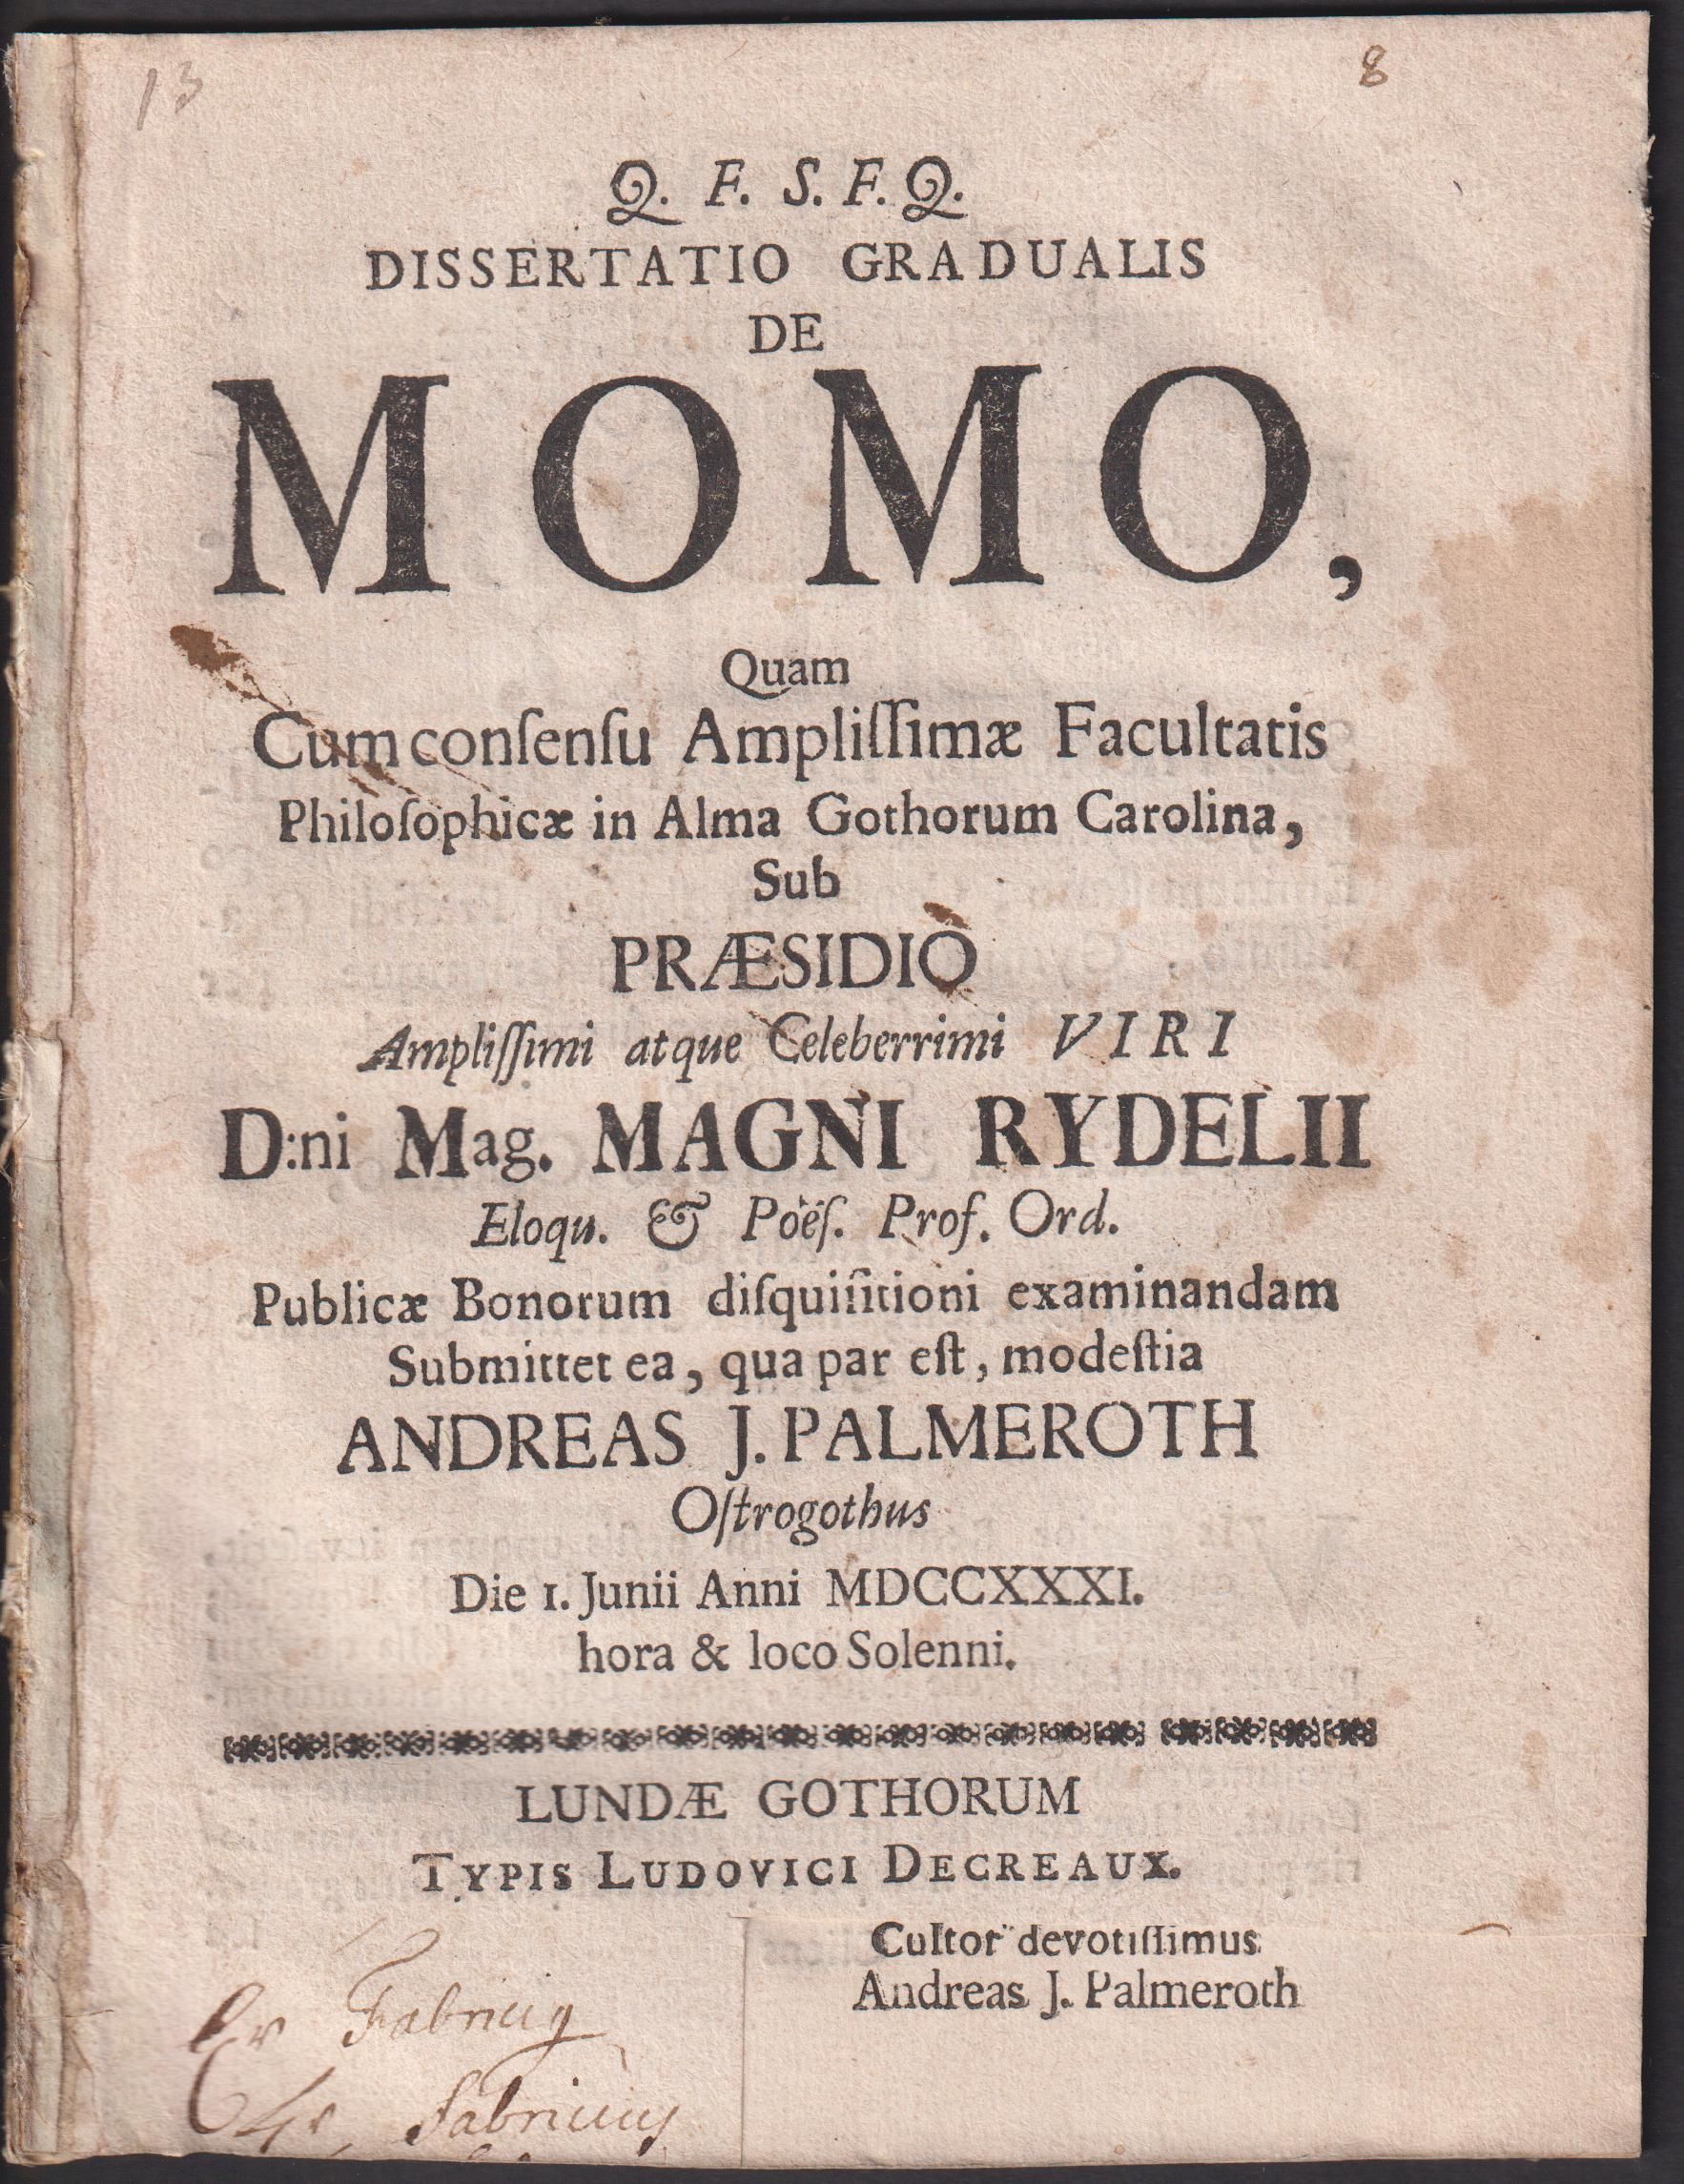 13
8
Q. F. S. F. Q.
DISSERTATIO GRADUALIS
DE
MOMO,
Quam
Cum conſenſu Ampliſſimæ Facultatis
Philoſophicæ in Alma Gothorum Carolina,
Sub
PRÆSIDIO
Ampliſſimi atque Celeberrimi VIRI
D:ni Mag. MAGNI RYDELII
Eloqu. & Poëſ. Prof. Ord.
Publicæ Bonorum diſquiſitioni examinandam
Submittet ea, qua par eſt, modeſtia
ANDREAS J. PALMEROTH
Oſtrogothus
Die 1. Junii Anni MDCCXXXI.
hora & loco Solenni.
LUNDÆ GOTHORUM
TYPIS LUDOVICI DECREAUX.
Cultor devotiſſimus
Andreas J. Palmeroth